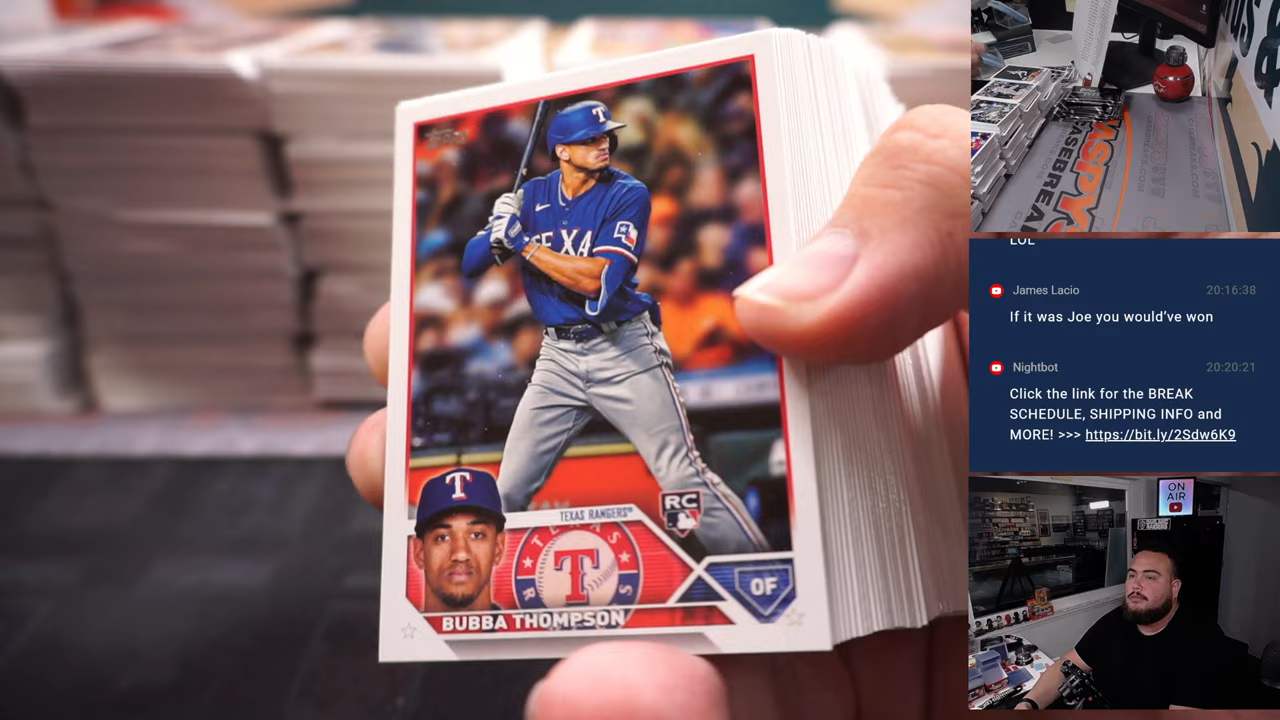 T
TEXA
RC
TEXAS RANGERS®
T
T
OF
BUBBA THOMPSON
CASEBREAK
LOL
James Lacio
20:16:38
If it was Joe you would've won
Nightbot
20:20:21
Click the link for the BREAK
SCHEDULE, SHIPPING INFO and
MORE! >>> https://bit.ly/2Sdw6K9
ON
AIR